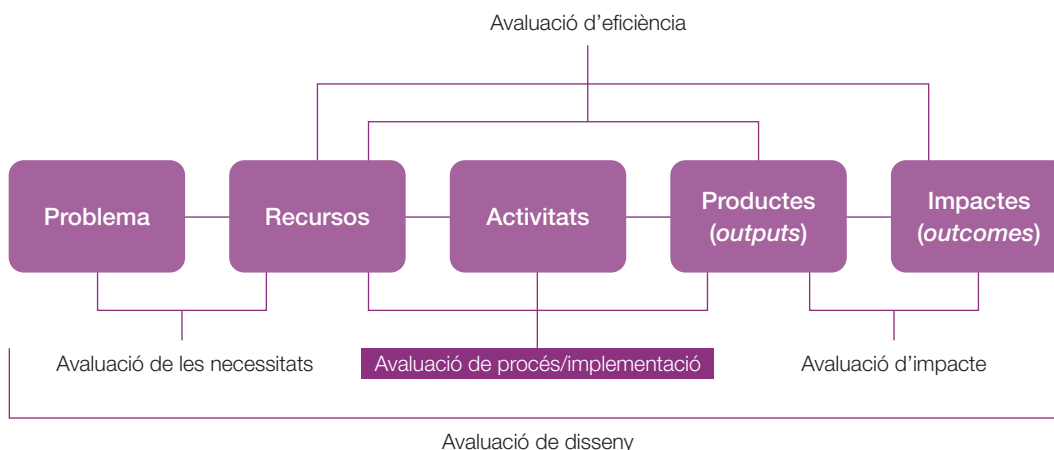 Avaluació d’eficiència
Problema
Recursos
Activitats
Productes
(outputs)
Impactes
(outcomes)
Avaluació de les necessitats
Avaluació de procés/implementació
Avaluació d’impacte
Avaluació de disseny